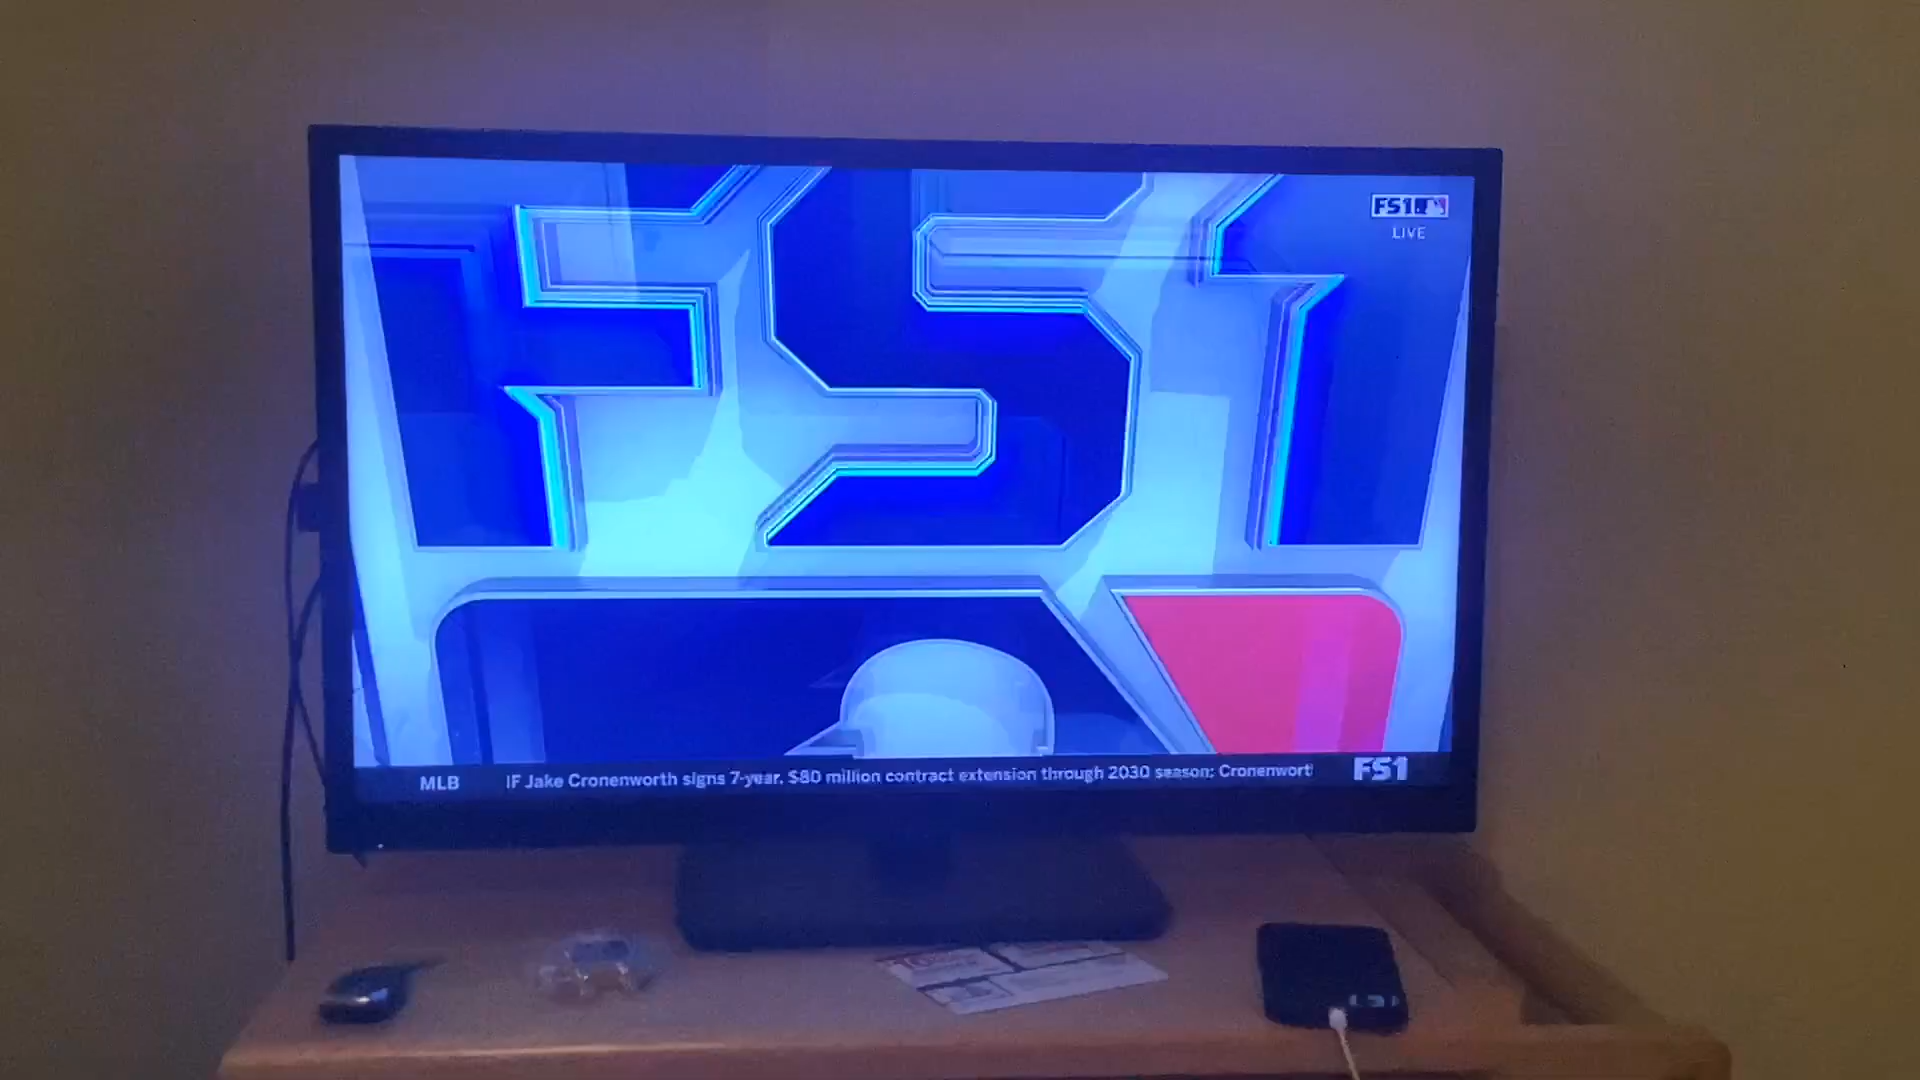 FS1
LIVE
FS1
MLB IF Jake Cronenworth signs 7-year, $80 million contract extension through 2030 season; Cronenwort FS1